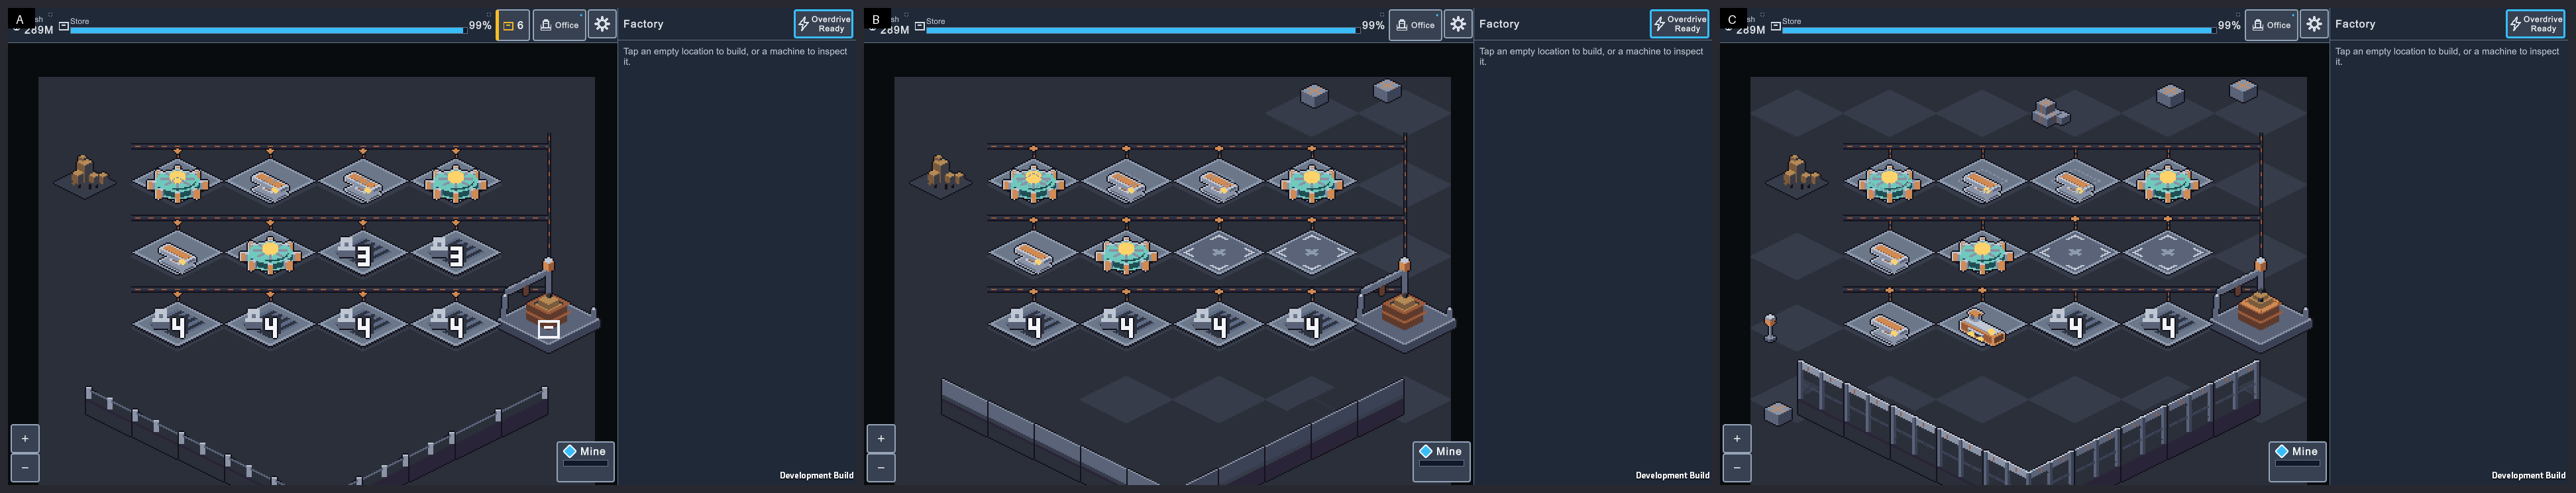 A
sh
289M
Store
99%
6
Office
Factory
Overdrive
Ready
Tap an empty location to build, or a machine to inspect
it.
3
3
4
4
4
4
+
−
Mine
Development Build
B
sh
289M
Store
99%
Office
Factory
Overdrive
Ready
Tap an empty location to build, or a machine to inspect
it.
4
4
4
4
+
−
Mine
Development Build
C
sh
289M
Store
99%
Office
Factory
Overdrive
Ready
Tap an empty location to build, or a machine to inspect
it.
4
4
+
−
Mine
Development Build